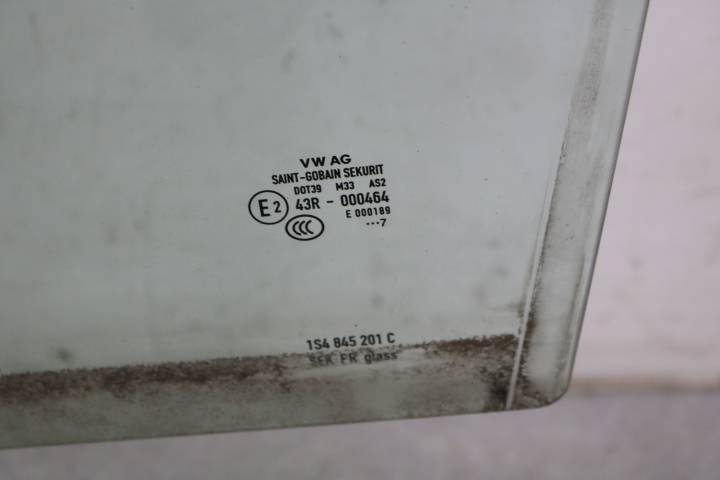 VW AG
SAINT-GOBAIN SEKURIT
DOT39 M33 AS2
E2 43R - 000464
E 000189
CCC
···7
1S4 845 201 C
SEK FR glass